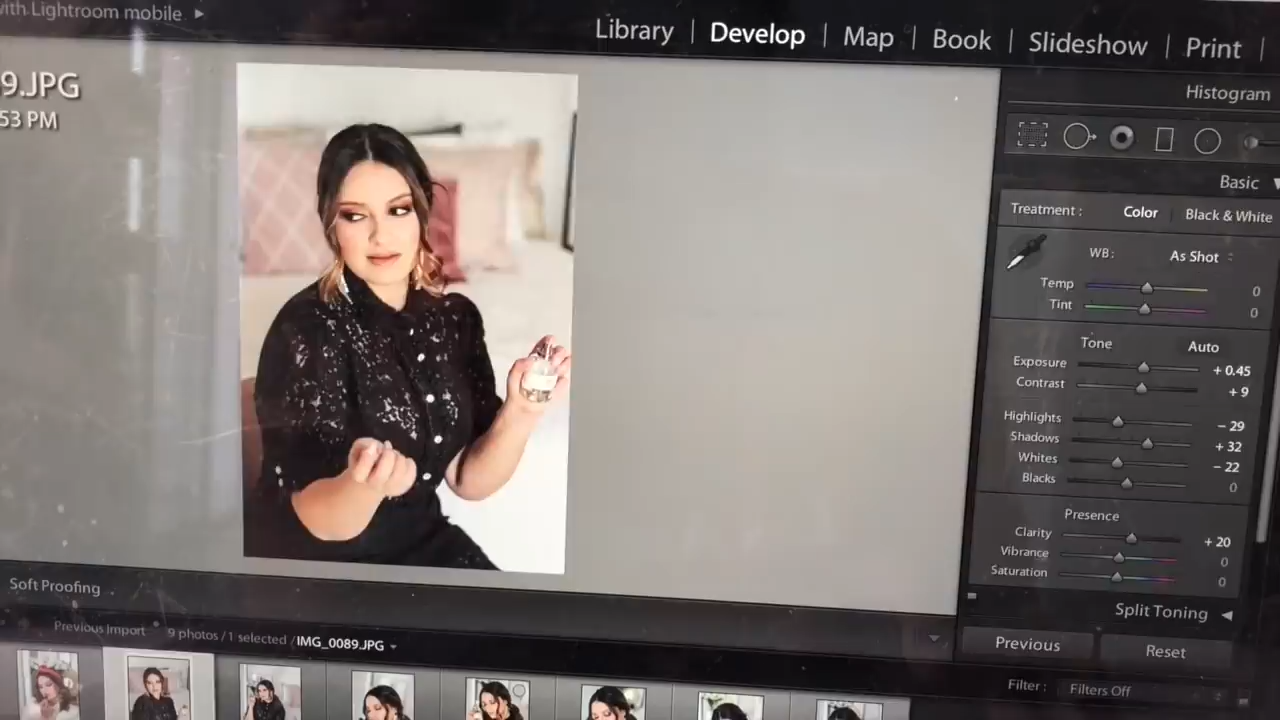 with Lightroom mobile
Library | Develop | Map | Book | Slideshow | Print |
9.JPG
53 PM
Histogram
Basic
Treatment : Color | Black & White
WB: As Shot
Temp 0
Tint 0
Tone Auto
Exposure + 0.45
Contrast + 9
Highlights - 29
Shadows + 32
Whites - 22
Blacks 0
Presence
Clarity + 20
Vibrance 0
Saturation 0
Split Toning
Previous Reset
Soft Proofing
Previous Import 9 photos / 1 selected / IMG_0089.JPG
Filter : Filters Off